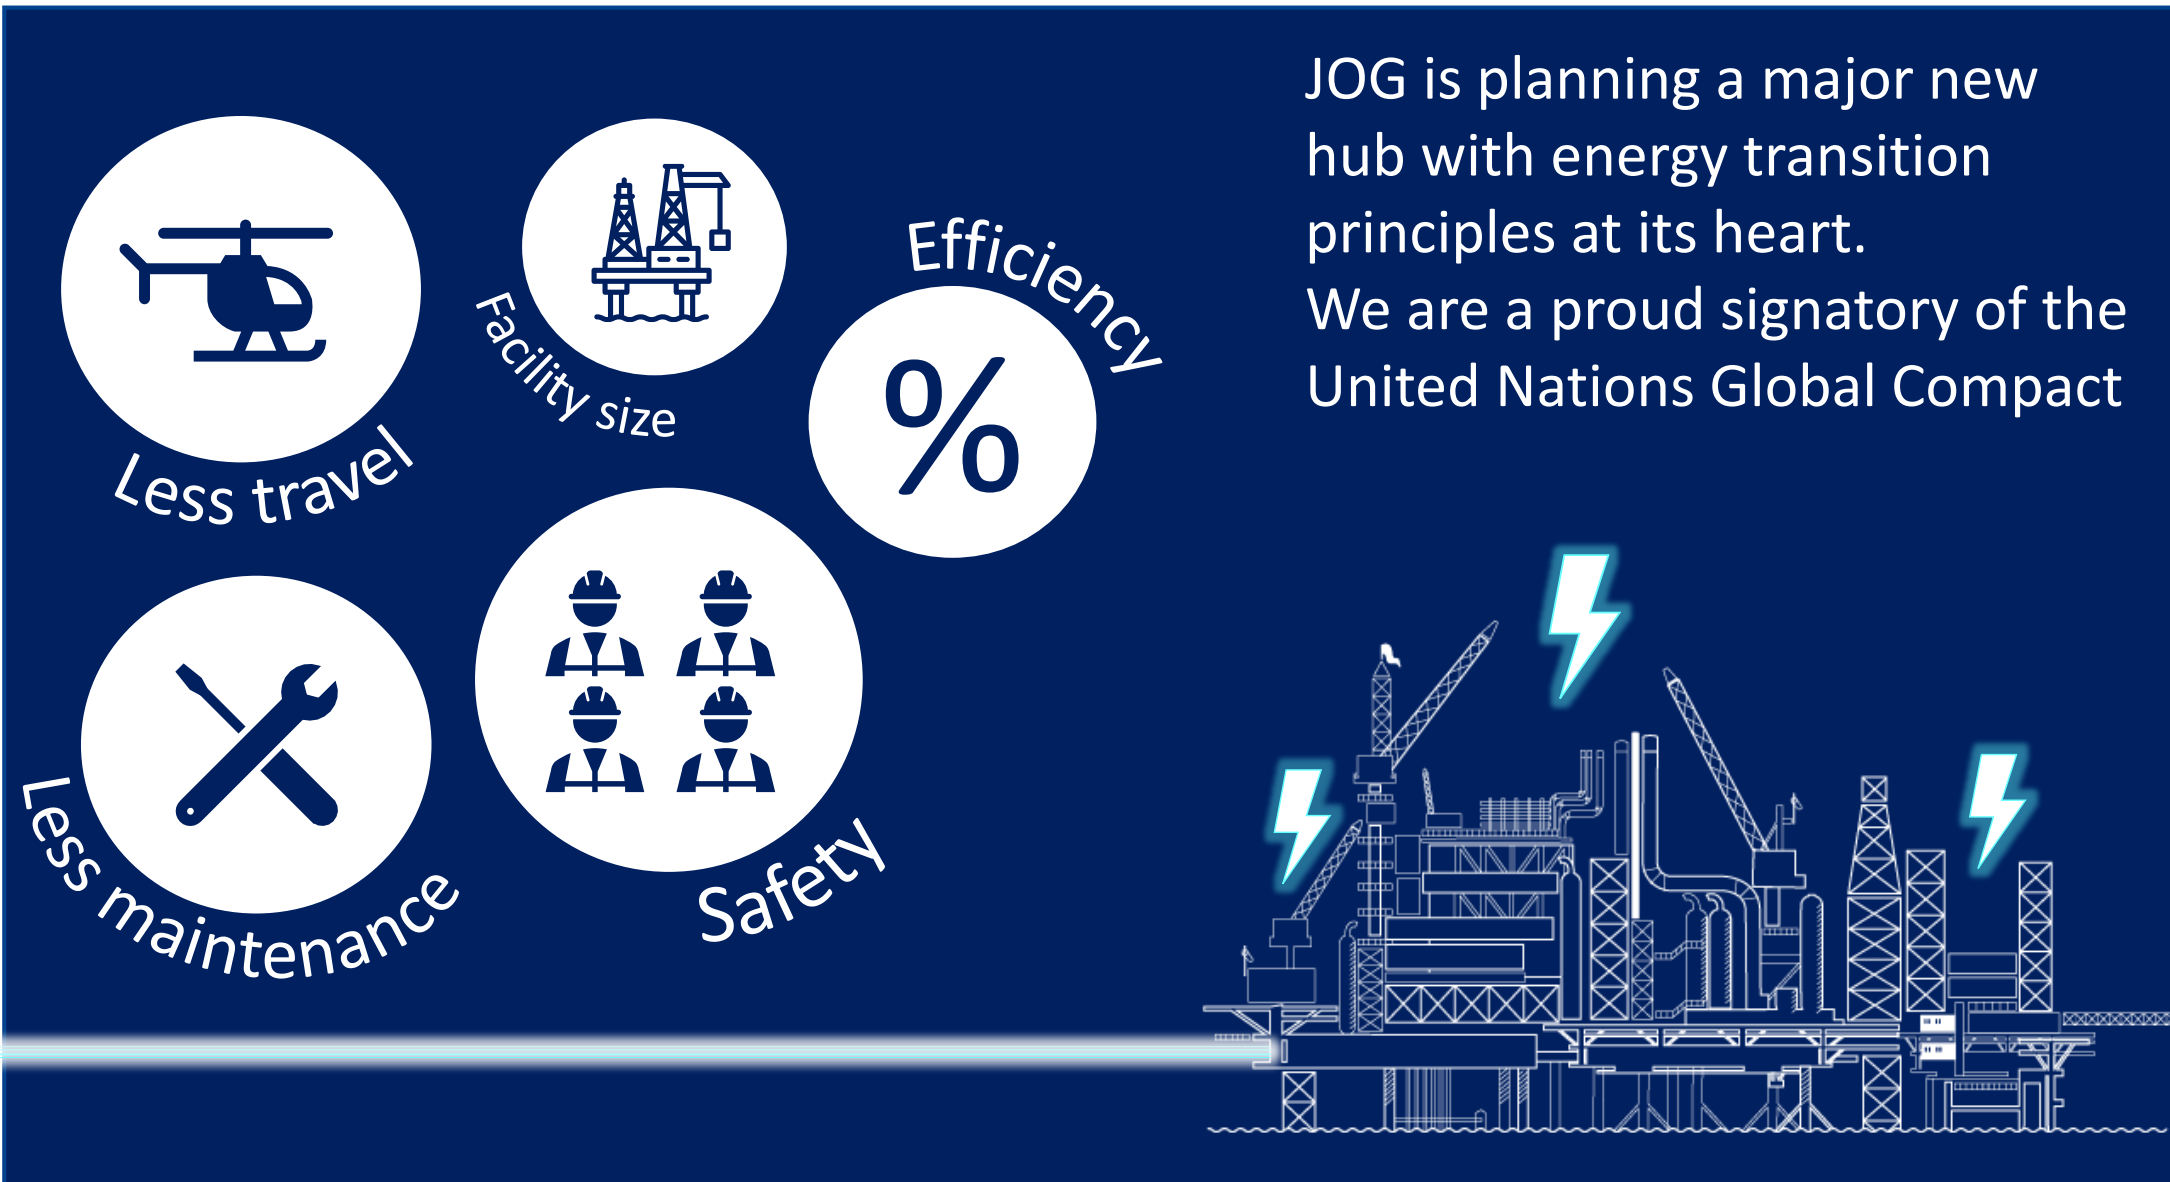 JOG is planning a major new
hub with energy transition
principles at its heart.
We are a proud signatory of the
United Nations Global Compact
Less travel
Facility size
Efficiency
%
Less maintenance
Safety